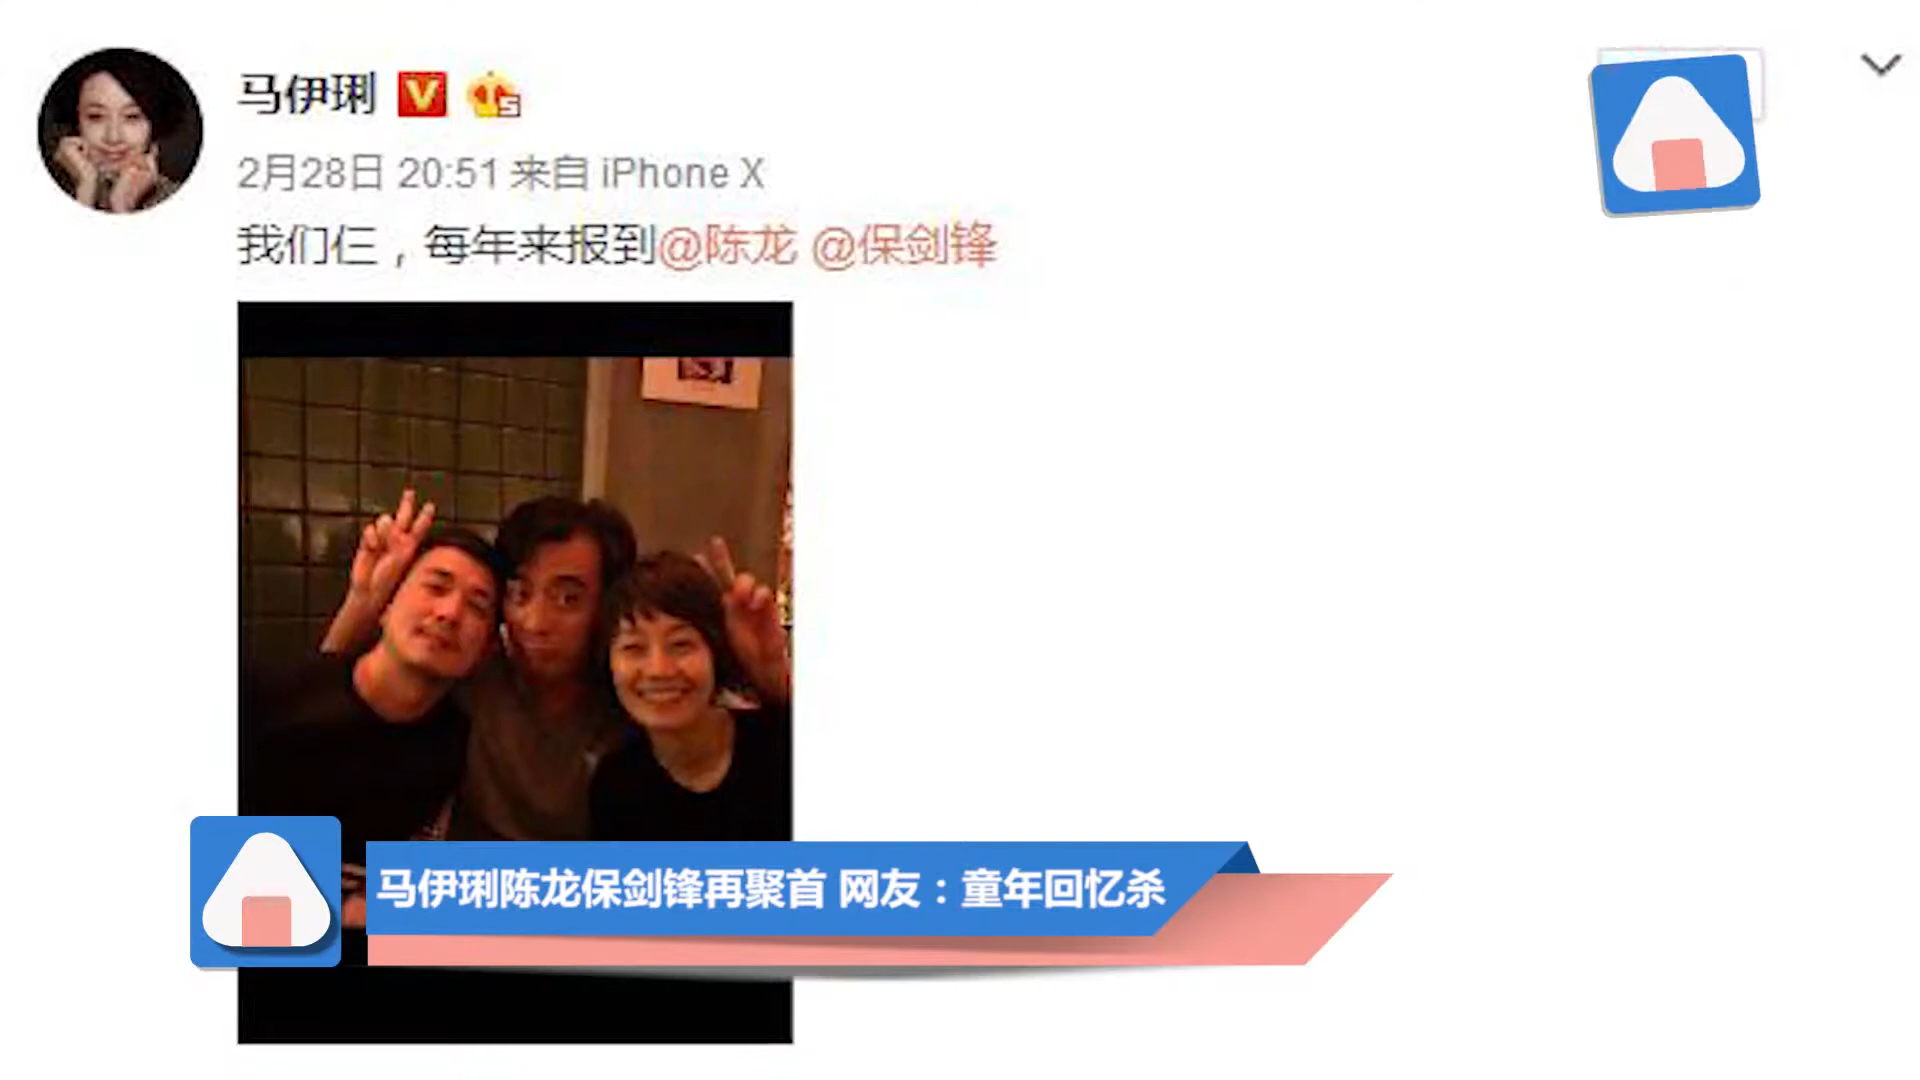 马伊琍
2月28日 20:51 来自 iPhone X
我们仨，每年来报到@陈龙 @保剑锋
马伊琍陈龙保剑锋再聚首 网友：童年回忆杀